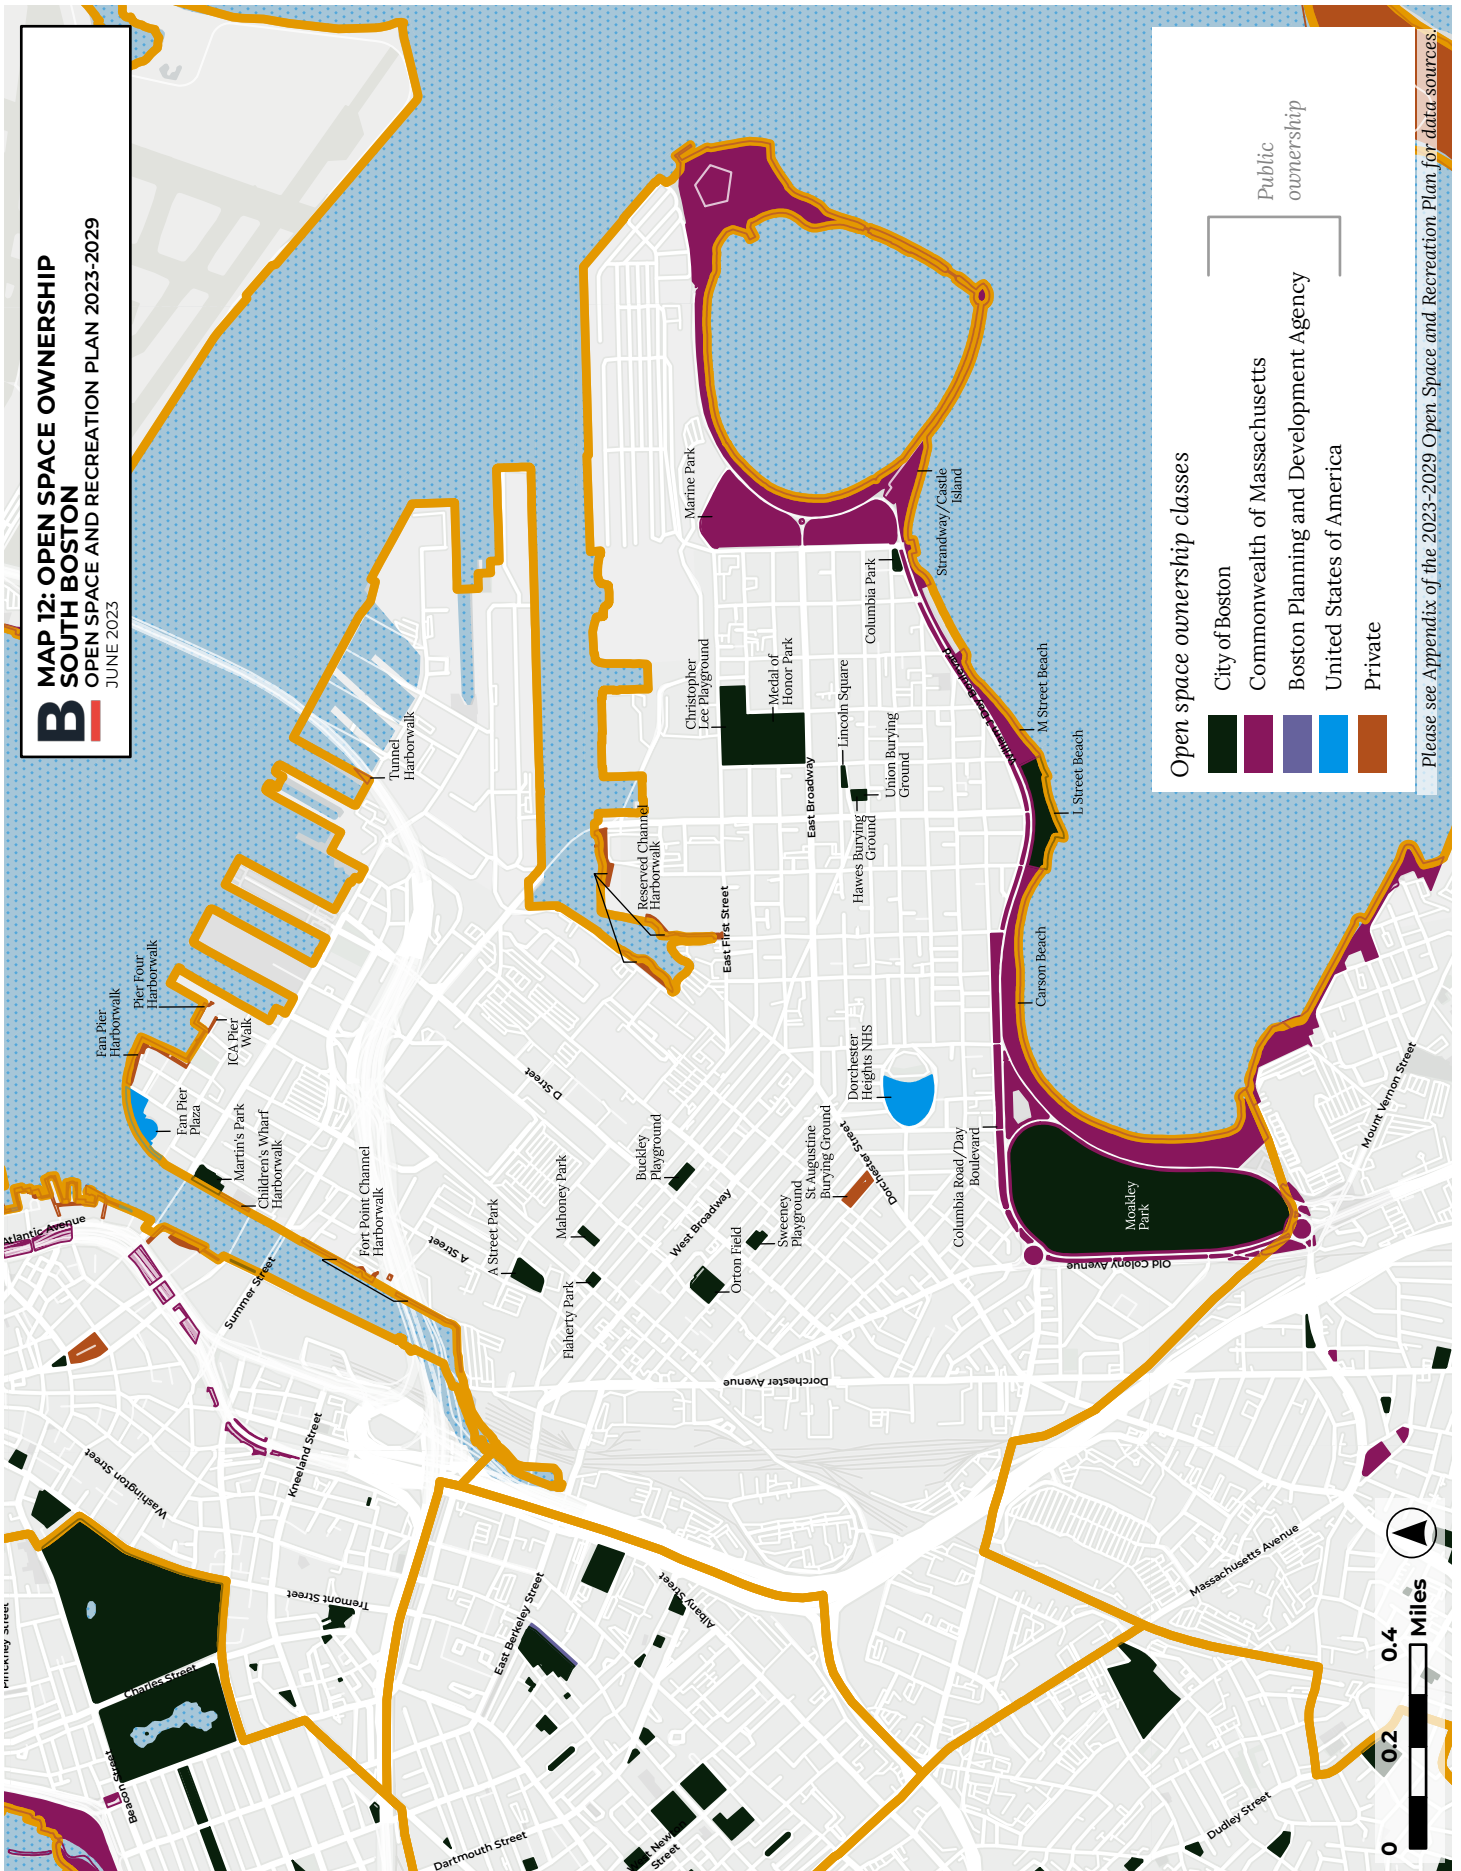 B
MAP 12: OPEN SPACE OWNERSHIP
SOUTH BOSTON
OPEN SPACE AND RECREATION PLAN 2023-2029
JUNE 2023
Fan Pier
Harborwalk
Pier Four
Harborwalk
ICA Pier
Walk
Fan Pier
Plaza
Martin's Park
Children's Wharf
Harborwalk
Fort Point Channel
Harborwalk
Tunnel
Harborwalk
Reserved Channel
Harborwalk
A Street Park
Mahoney Park
Flaherty Park
Buckley
Playground
Orton Field
Sweeney
Playground
St Augustine
Burying Ground
Dorchester
Heights NHS
Christopher
Lee Playground
Medal of
Honor Park
Lincoln Square
Union Burying
Ground
Hawes Burying
Ground
Marine Park
Columbia Park
Strandway/Castle
Island
M Street Beach
L Street Beach
Carson Beach
Columbia Road/Day
Boulevard
Moakley
Park
Atlantic Avenue
Summer Street
Washington Street
Kneeland Street
Tremont Street
Pinckney Street
Charles Street
Beacon Street
Dartmouth Street
East Berkeley Street
Albany Street
Street
Dudley Street
Massachusetts Avenue
Mount Vernon Street
Old Colony Avenue
Dorchester Avenue
Dorchester Street
West Broadway
A Street
D Street
East First Street
East Broadway
William J Day Boulevard
Open space ownership classes
City of Boston
Commonwealth of Massachusetts
Boston Planning and Development Agency
United States of America
Private
Public
ownership
Please see Appendix of the 2023-2029 Open Space and Recreation Plan for data sources.
0 0.2 0.4
Miles